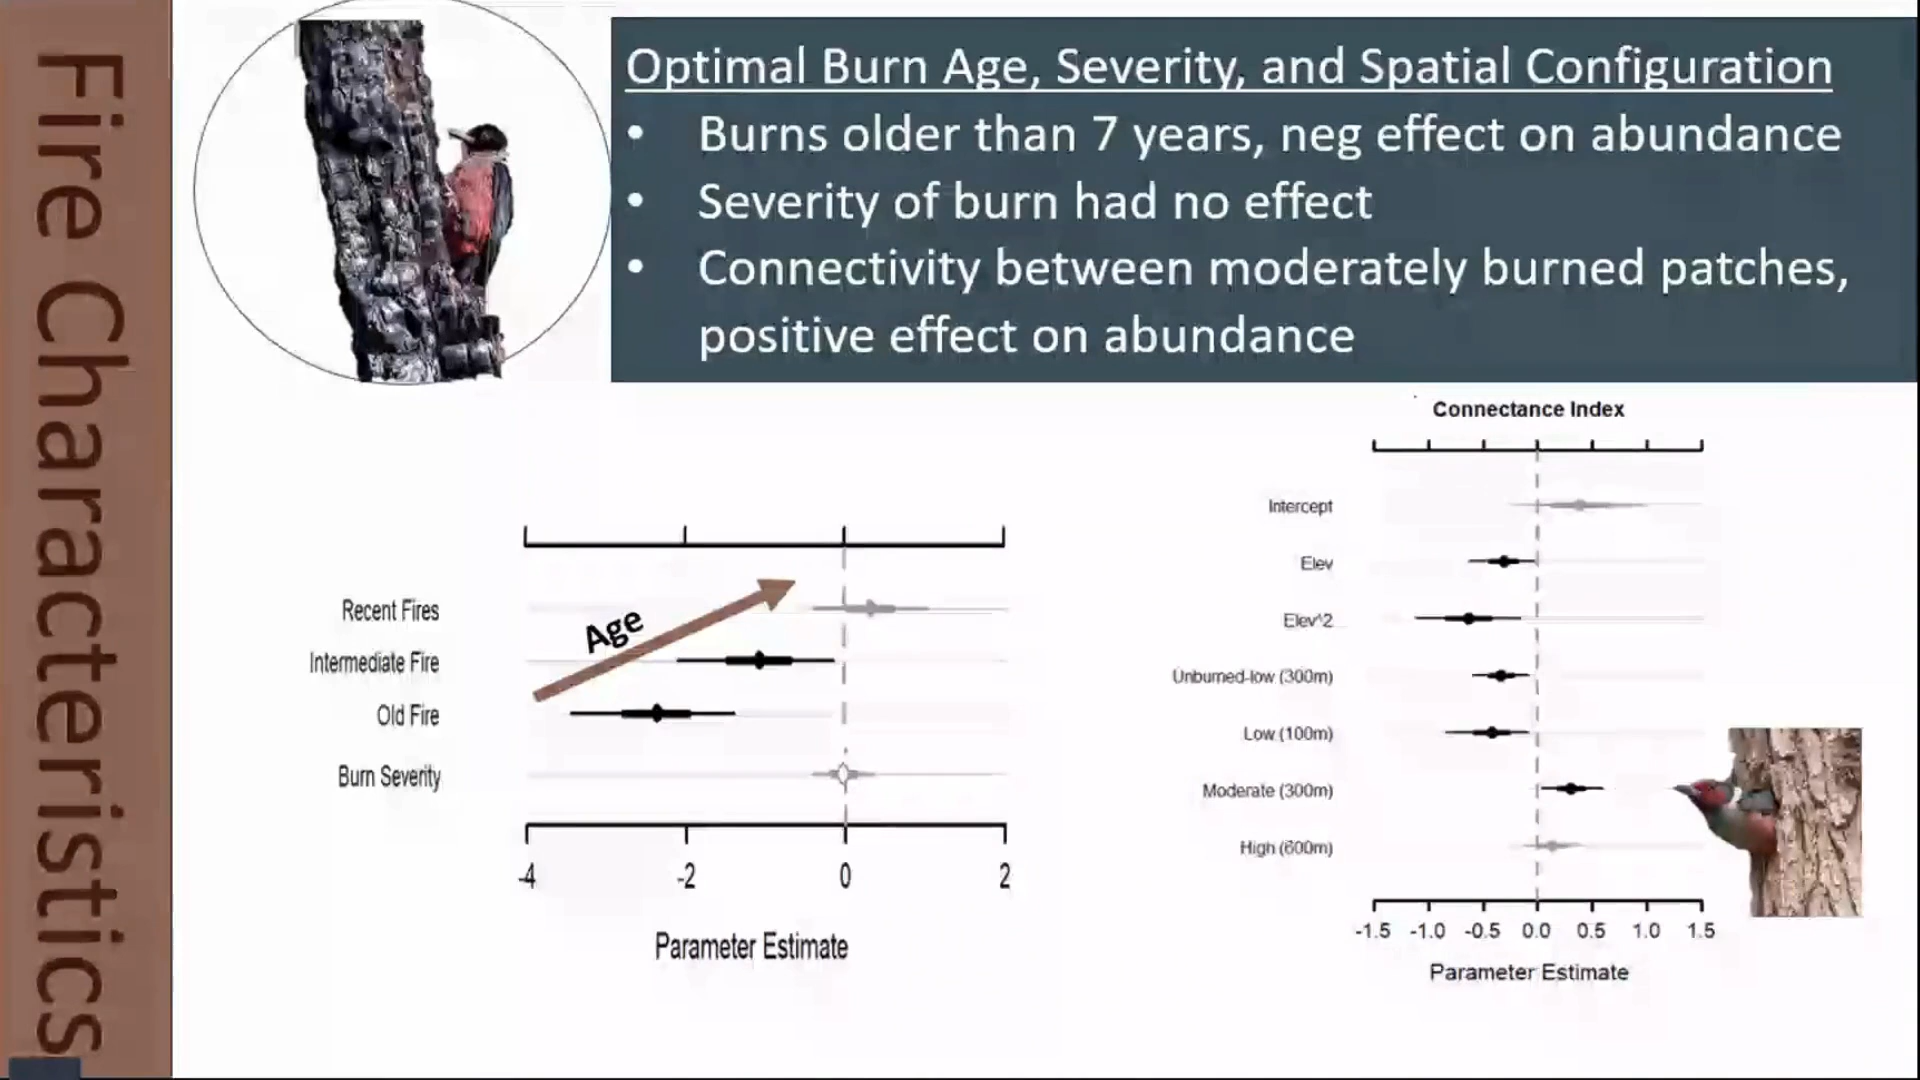 Fire Characteristics
Optimal Burn Age, Severity, and Spatial Configuration
• Burns older than 7 years, neg effect on abundance
• Severity of burn had no effect
• Connectivity between moderately burned patches,
positive effect on abundance
Age
Recent Fires
Intermediate Fire
Old Fire
Burn Severity
-4 -2 0 2
Parameter Estimate
Connectance Index
Intercept
Elev
Elev^2
Unburned-low (300m)
Low (100m)
Moderate (300m)
High (600m)
-1.5 -1.0 -0.5 0.0 0.5 1.0 1.5
Parameter Estimate